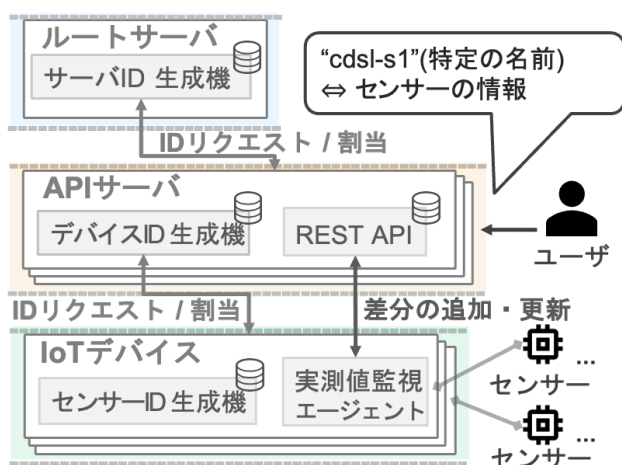 ルートサーバ
サーバID 生成機
“cdsl-s1”(特定の名前)
⇔ センサーの情報
IDリクエスト / 割当
APIサーバ
デバイスID 生成機
REST API
ユーザ
IDリクエスト / 割当
差分の追加・更新
IoTデバイス
センサーID 生成機
実測値監視
エージェント
...
センサー
...
センサー